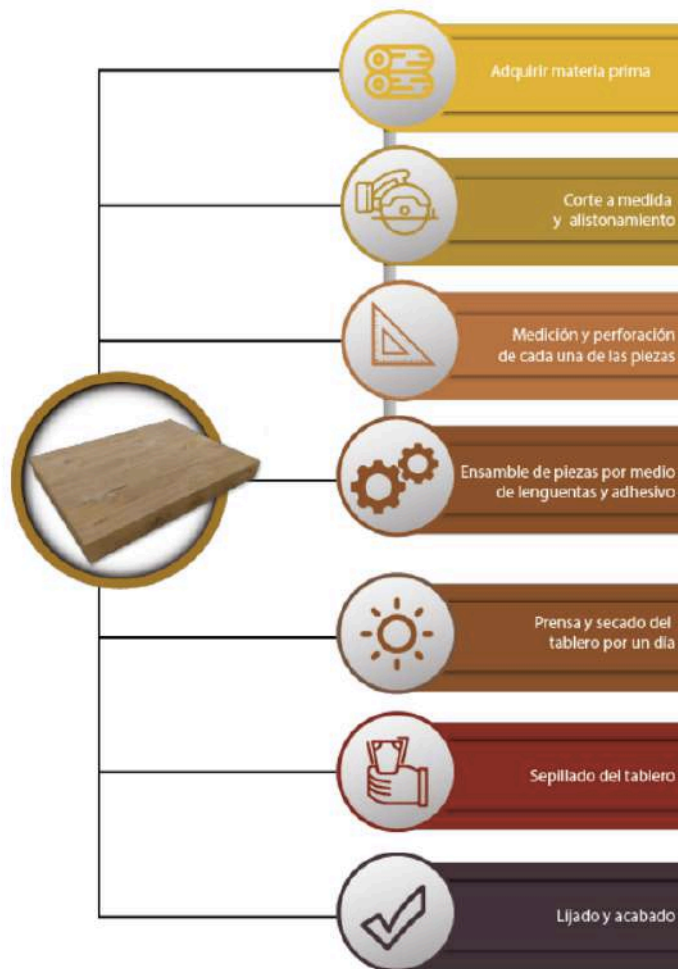 Adquirir materia prima
Corte a medida
y alistonamiento
Medición y perforación
de cada una de las piezas
Ensamble de piezas por medio
de lenguentas y adhesivo
Prensa y secado del
tablero por un día
Sepillado del tablero
Lijado y acabado